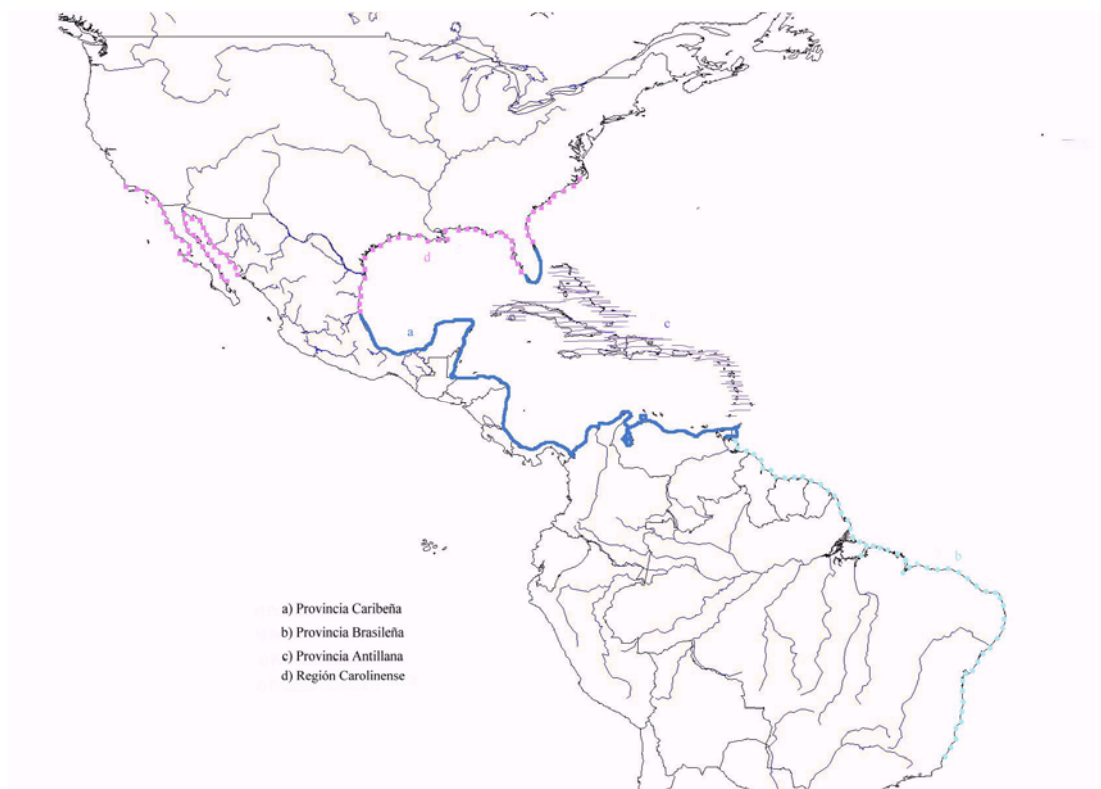 d
a
c
b
a) Provincia Caribeña
b) Provincia Brasileña
c) Provincia Antillana
d) Región Carolinense